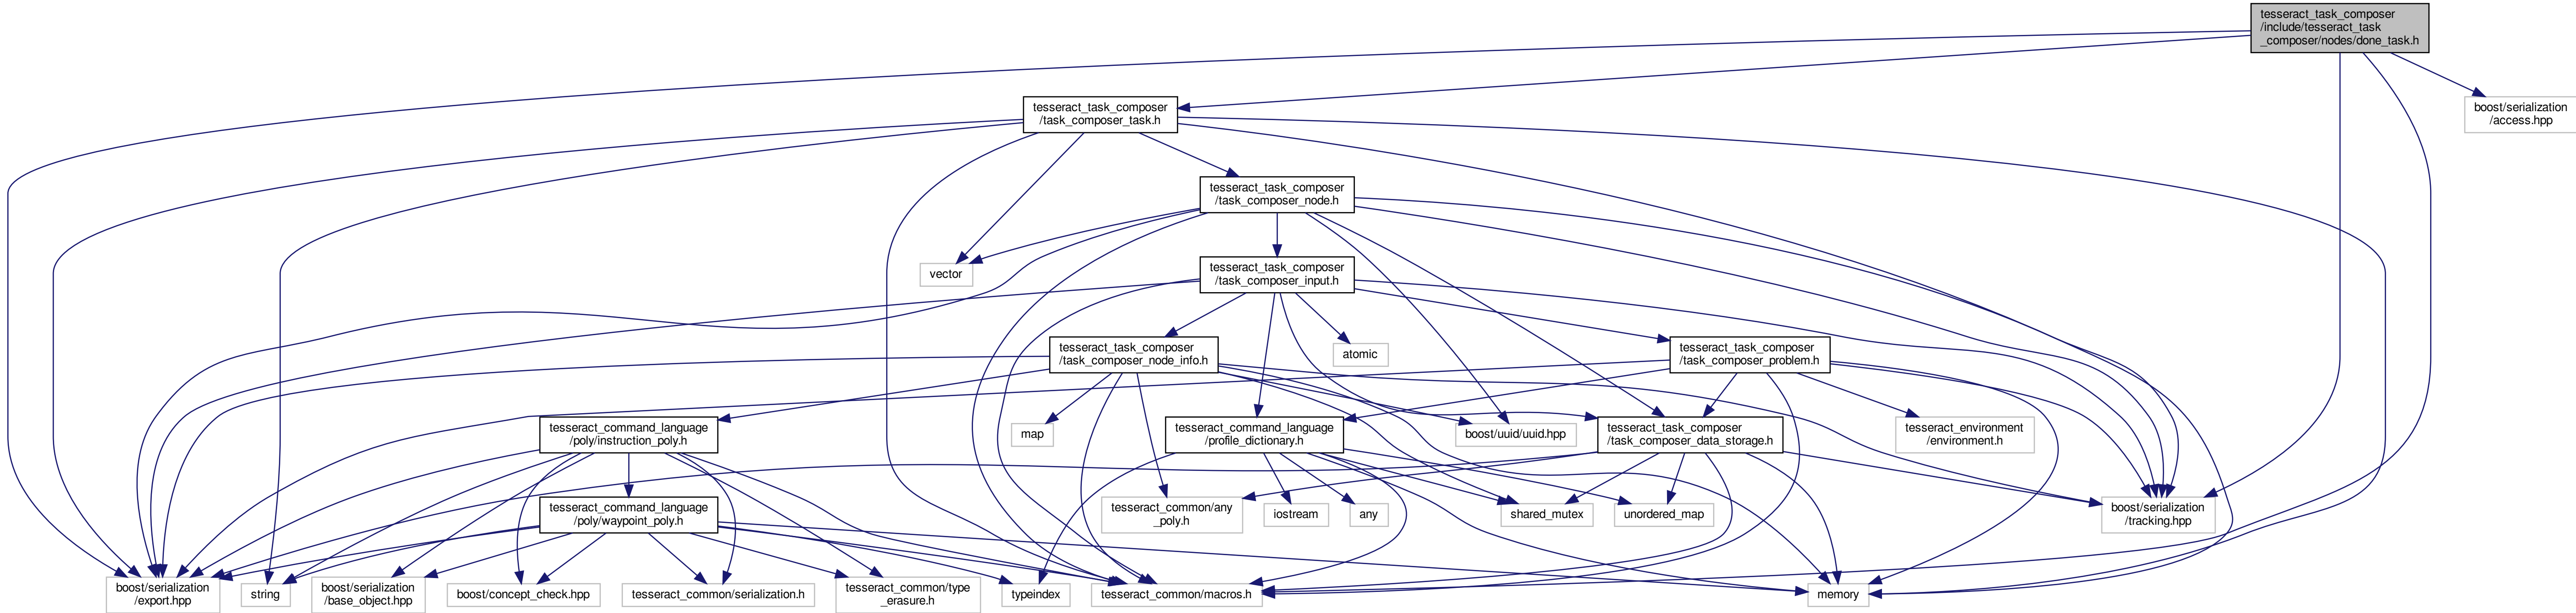 tesseract_task_composer
/include/tesseract_task
_composer/nodes/done_task.h
tesseract_task_composer
/task_composer_task.h
boost/serialization
/access.hpp
tesseract_task_composer
/task_composer_node.h
vector
tesseract_task_composer
/task_composer_input.h
tesseract_task_composer
/task_composer_node_info.h
atomic
tesseract_task_composer
/task_composer_problem.h
tesseract_command_language
/poly/instruction_poly.h
map
tesseract_command_language
/profile_dictionary.h
boost/uuid/uuid.hpp
tesseract_task_composer
/task_composer_data_storage.h
tesseract_environment
/environment.h
tesseract_command_language
/poly/waypoint_poly.h
tesseract_common/any
_poly.h
iostream
any
shared_mutex
unordered_map
boost/serialization
/tracking.hpp
boost/serialization
/export.hpp
string
boost/serialization
/base_object.hpp
boost/concept_check.hpp
tesseract_common/serialization.h
tesseract_common/type
_erasure.h
typeindex
tesseract_common/macros.h
memory